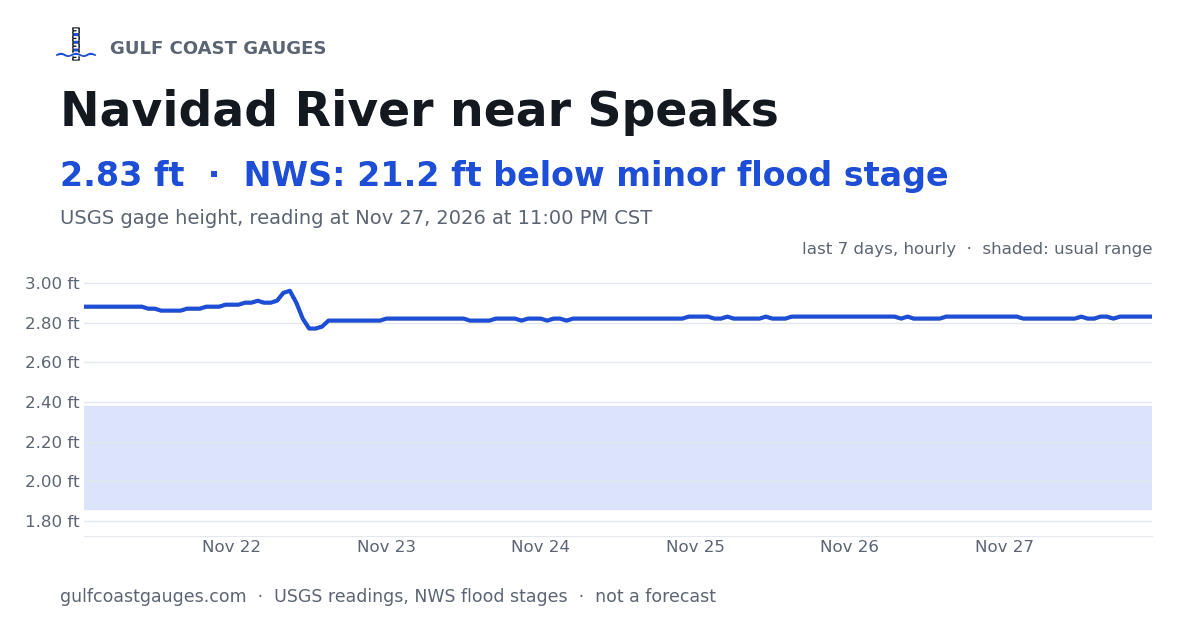 GULF COAST GAUGES
Navidad River near Speaks
2.83 ft · NWS: 21.2 ft below minor flood stage
USGS gage height, reading at Nov 27, 2026 at 11:00 PM CST
last 7 days, hourly · shaded: usual range
3.00 ft
2.80 ft
2.60 ft
2.40 ft
2.20 ft
2.00 ft
1.80 ft
Nov 22 Nov 23 Nov 24 Nov 25 Nov 26 Nov 27
gulfcoastgauges.com · USGS readings, NWS flood stages · not a forecast